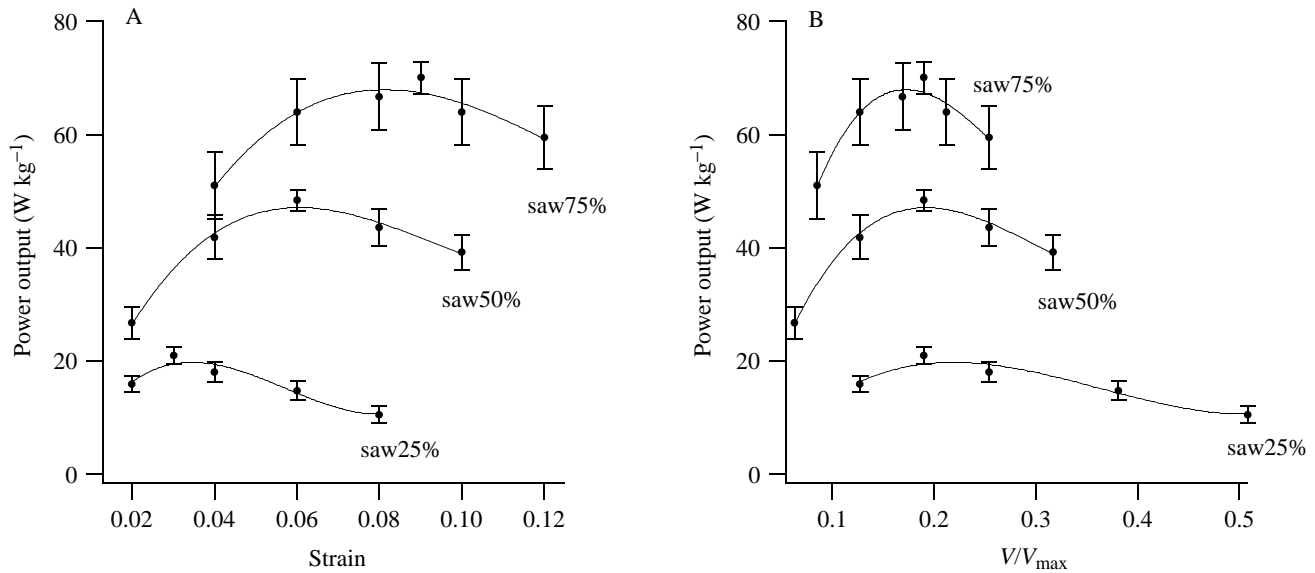 A
80
60
40
20
0
Power output (W kg⁻¹)
saw75%
saw50%
saw25%
0.02 0.04 0.06 0.08 0.10 0.12
Strain
B
80
60
40
20
0
Power output (W kg⁻¹)
saw75%
saw50%
saw25%
0.1 0.2 0.3 0.4 0.5
V/Vmax